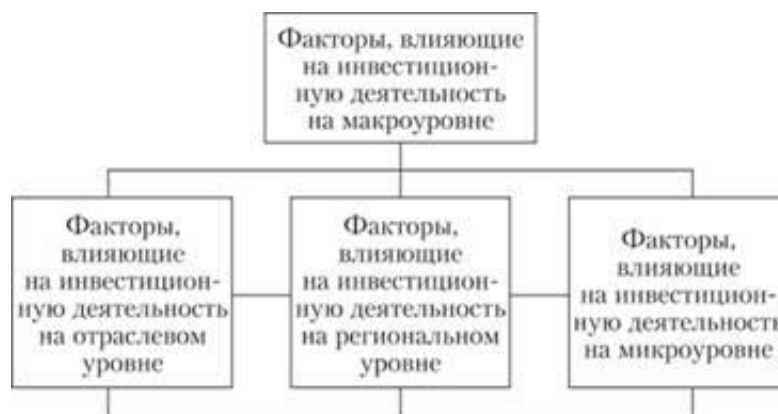 Факторы, влияющие
на инвестицион-
ную деятельность
на макроуровне
Факторы,
влияющие
на инвестицион-
ную деятельность
на отраслевом
уровне
Факторы,
влияющие
на инвестицион-
ную деятельность
на региональном
уровне
Факторы,
влияющие
на инвестицион-
ную деятельность
на микроуровне